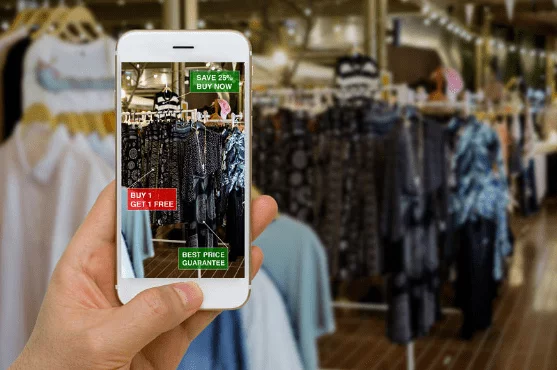 SAVE 25%
BUY NOW
BUY 1
GET 1 FREE
BEST PRICE
GUARANTEE